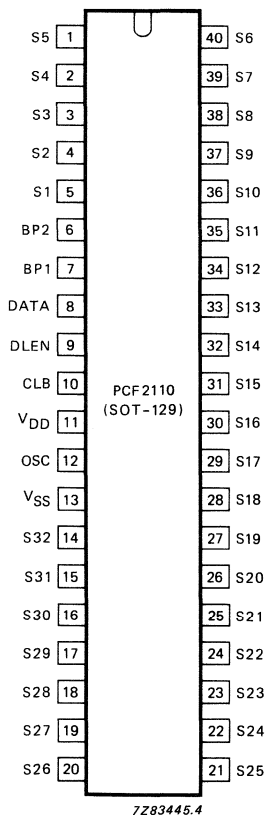 S5 1 40 S6
S4 2 39 S7
S3 3 38 S8
S2 4 37 S9
S1 5 36 S10
BP2 6 35 S11
BP1 7 34 S12
DATA 8 33 S13
DLEN 9 32 S14
CLB 10 31 S15
PCF2110
(SOT-129)
VDD 11 30 S16
OSC 12 29 S17
VSS 13 28 S18
S32 14 27 S19
S31 15 26 S20
S30 16 25 S21
S29 17 24 S22
S28 18 23 S23
S27 19 22 S24
S26 20 21 S25
7Z83445.4